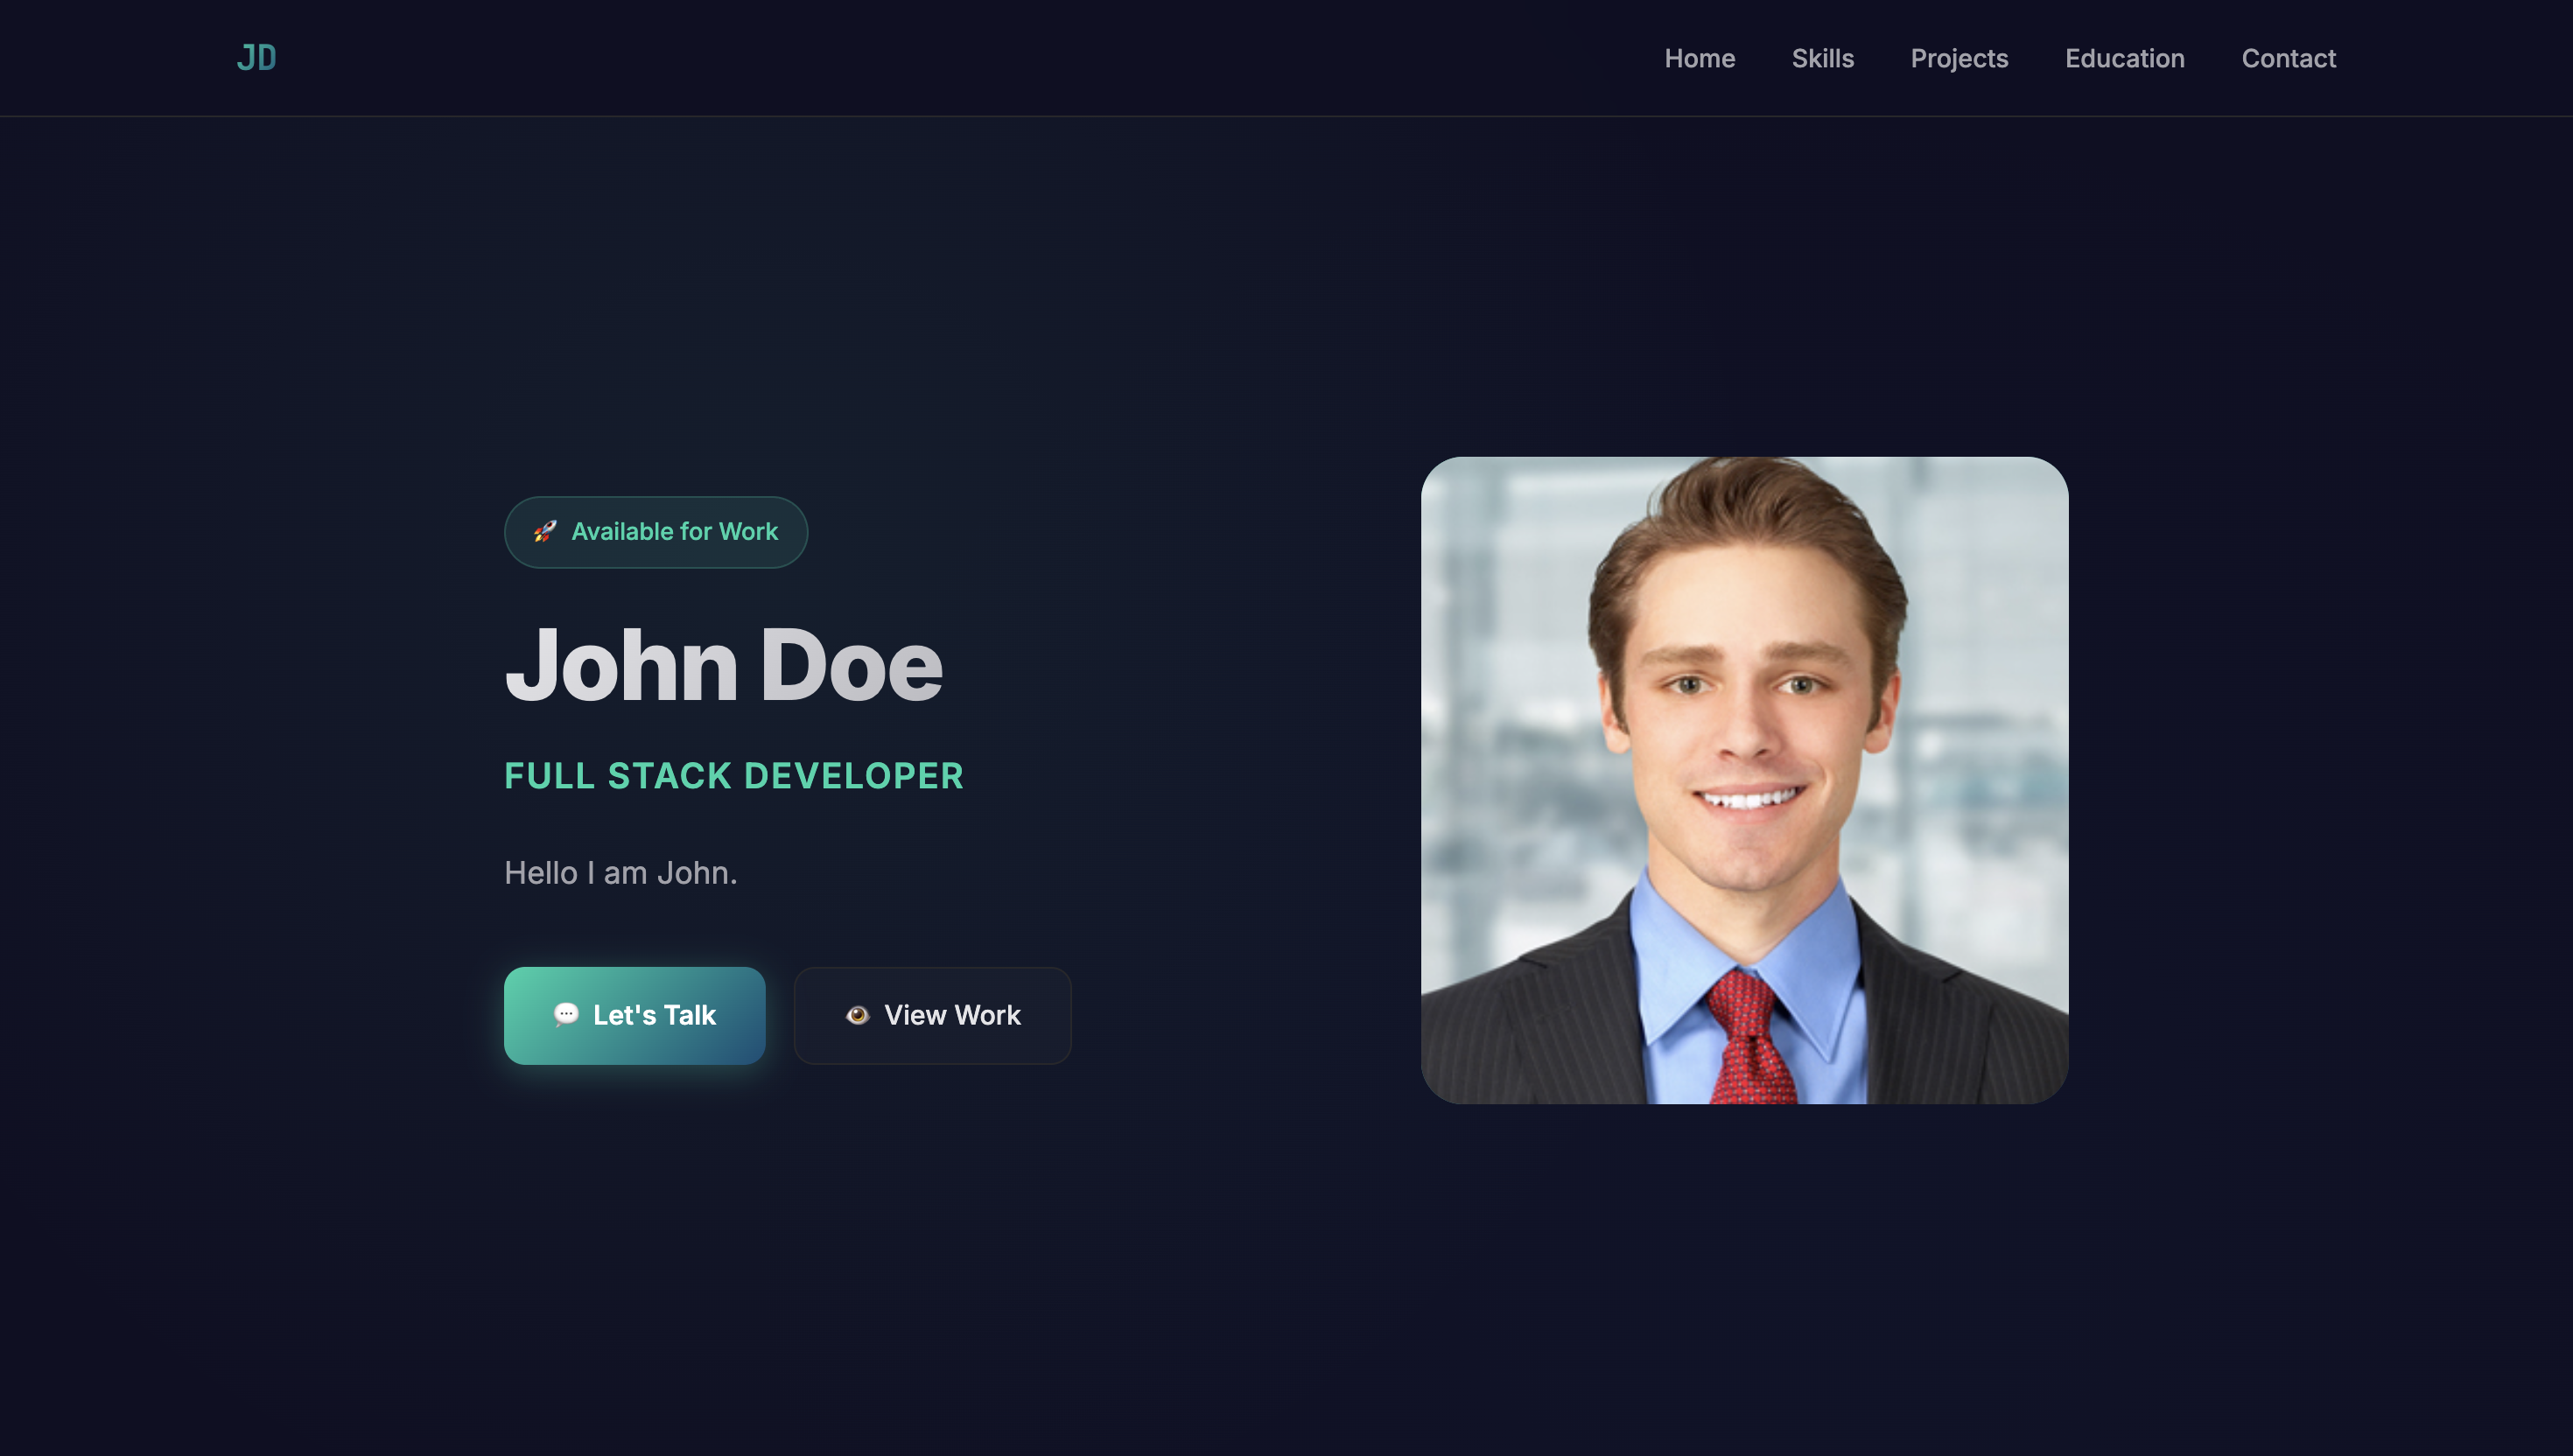 JD
Home Skills Projects Education Contact
🚀 Available for Work
John Doe
FULL STACK DEVELOPER
Hello I am John.
💬 Let's Talk
👁️ View Work